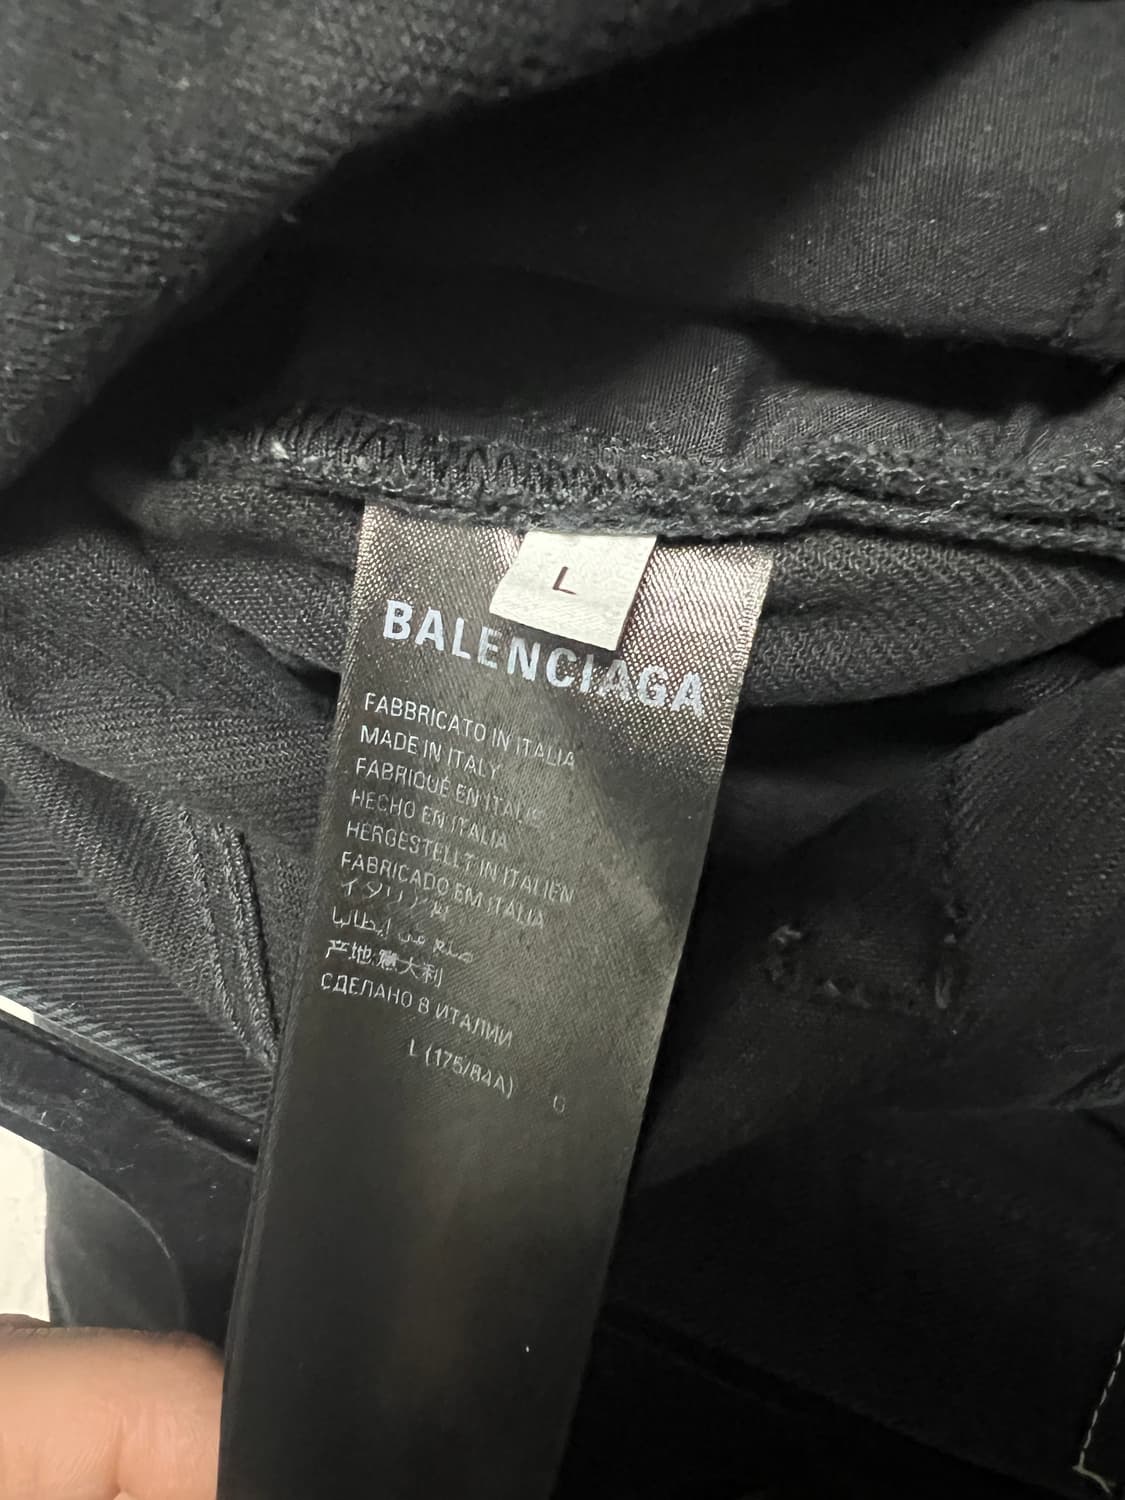 L
BALENCIAGA
FABBRICATO IN ITALIA
MADE IN ITALY
FABRIQUÉ EN ITALIE
HECHO EN ITALIA
HERGESTELLT IN ITALIEN
FABRICADO EM ITALIA
イタリア製
صنع في إيطاليا
产地:意大利
СДЕЛАНО В ИТАЛИИ
L (175/84A)